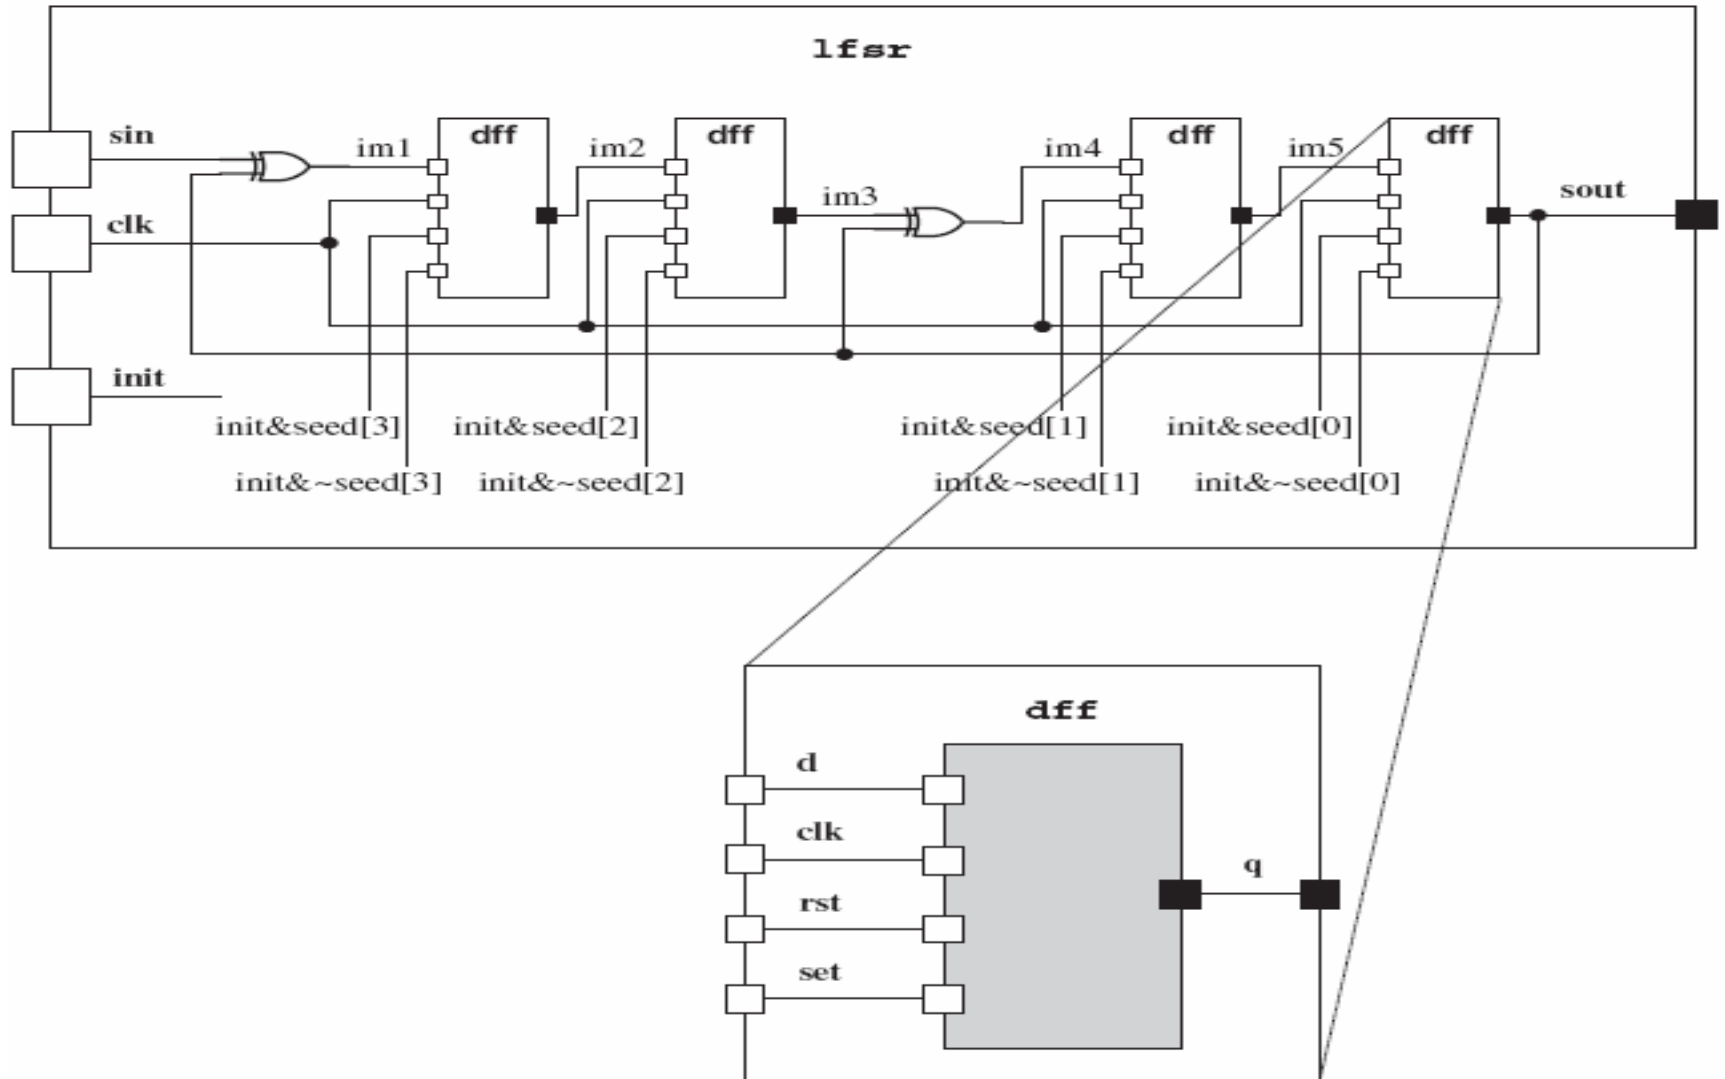 lfsr
sin
im1
dff
im2
dff
im3
im4
dff
im5
dff
sout
clk
init
init&seed[3]
init&seed[2]
init&seed[1]
init&seed[0]
init&~seed[3]
init&~seed[2]
init&~seed[1]
init&~seed[0]
dff
d
clk
rst
set
q